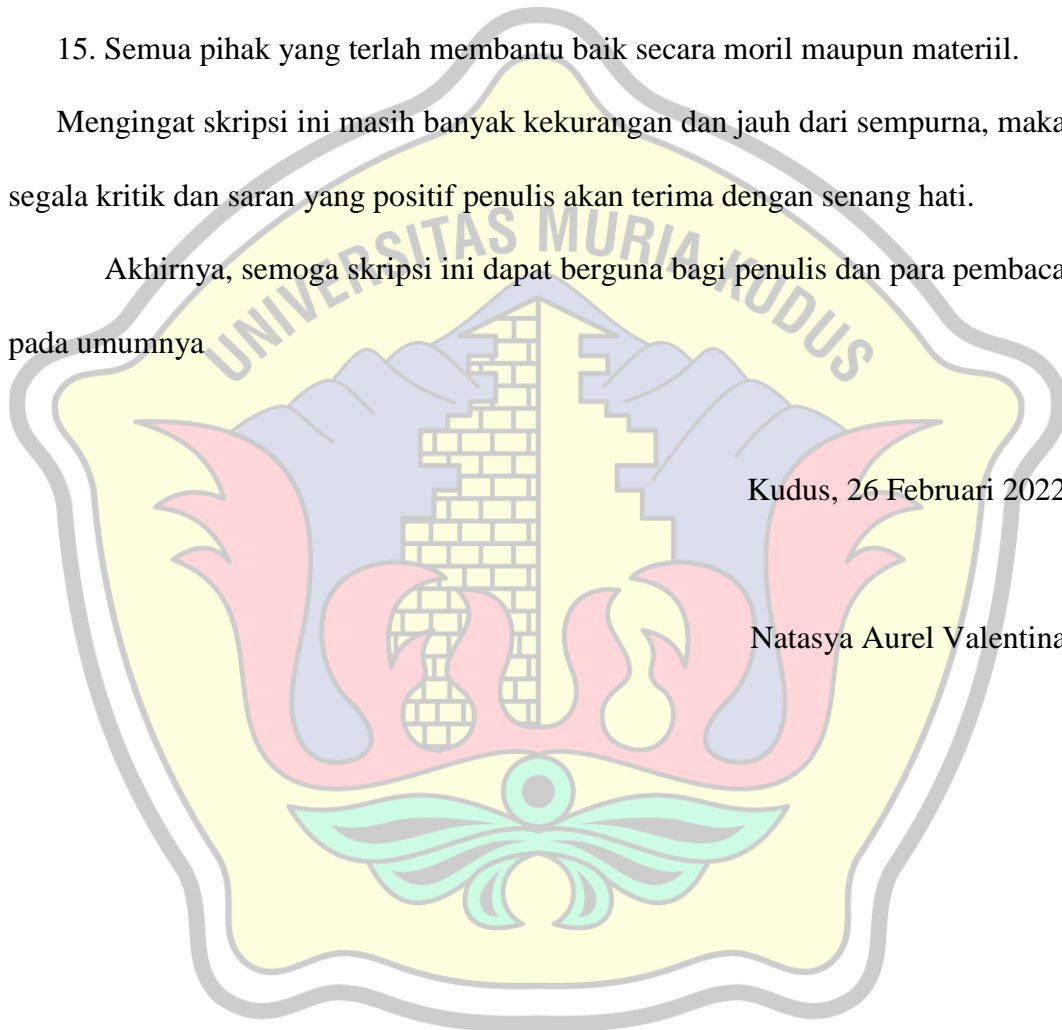 15. Semua pihak yang terlah membantu baik secara moril maupun materiil.
Mengingat skripsi ini masih banyak kekurangan dan jauh dari sempurna, maka
segala kritik dan saran yang positif penulis akan terima dengan senang hati.
UNIVERSITAS MURIA KUDUS
Akhirnya, semoga skripsi ini dapat berguna bagi penulis dan para pembaca
pada umumnya
Kudus, 26 Februari 2022
Natasya Aurel Valentina